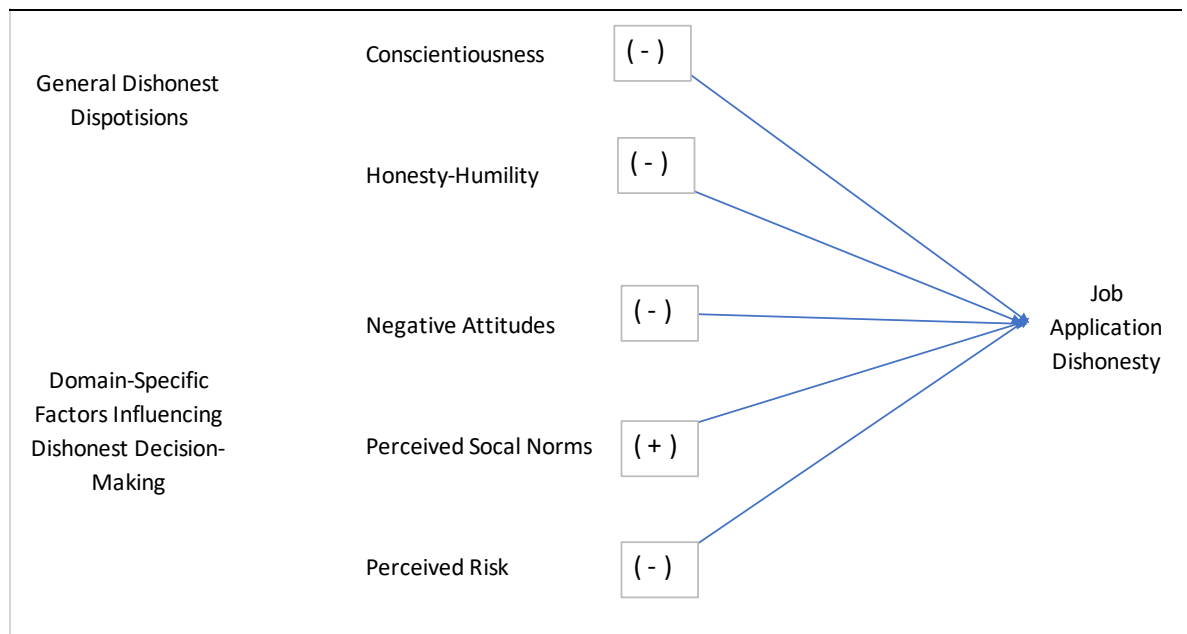 General Dishonest
Dispotisions
Conscientiousness
( - )
Honesty-Humility
( - )
Domain-Specific
Factors Influencing
Dishonest Decision-
Making
Negative Attitudes
( - )
Perceived Socal Norms
( + )
Perceived Risk
( - )
Job
Application
Dishonesty